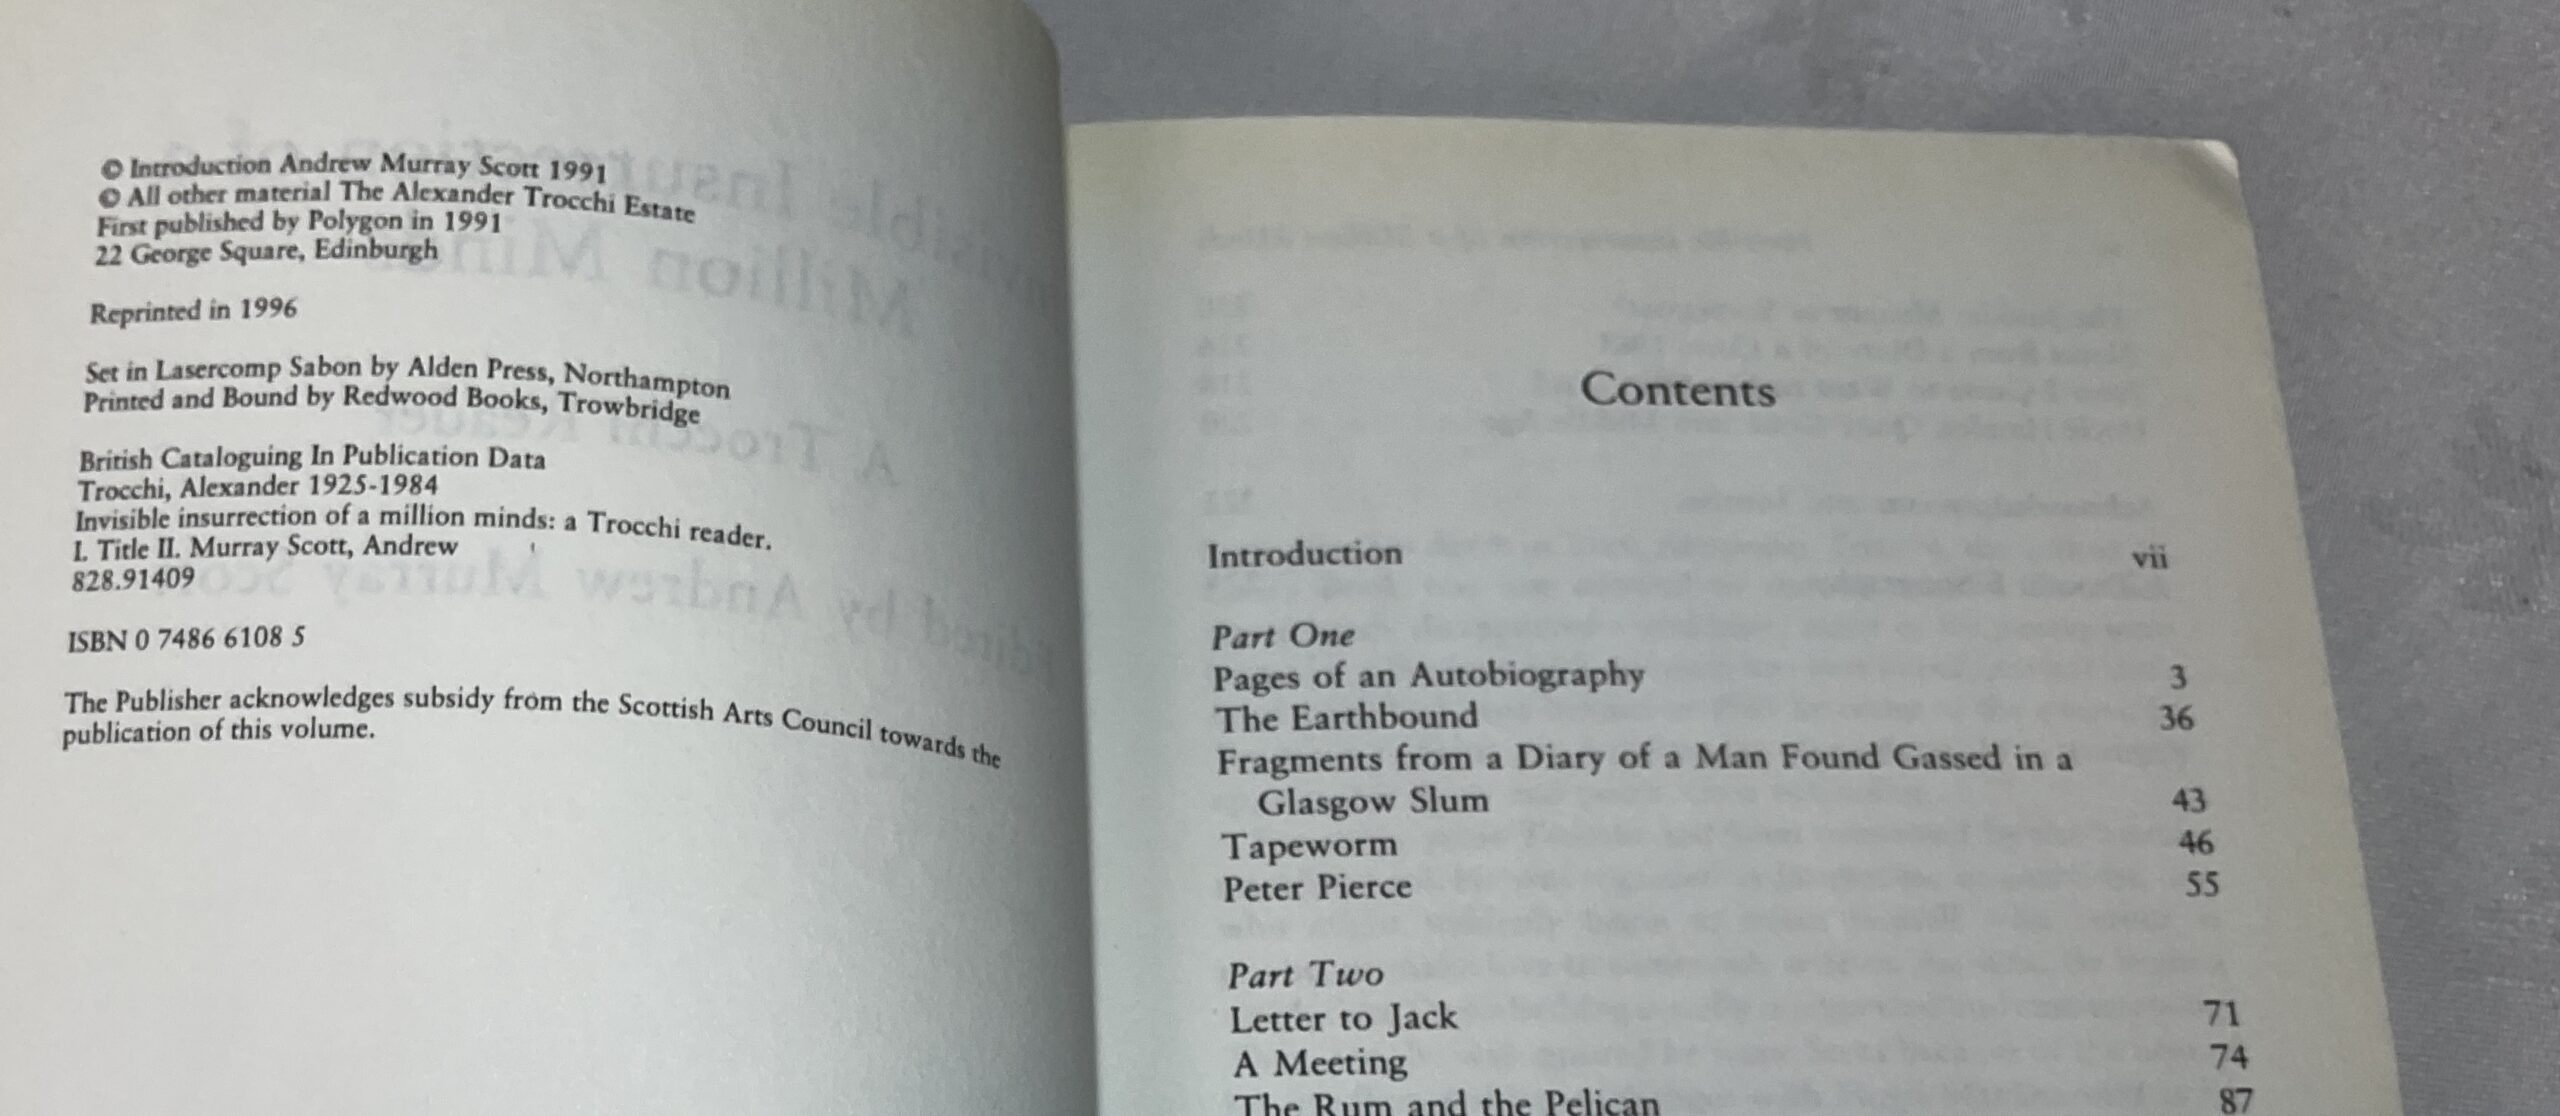 © Introduction Andrew Murray Scott 1991
© All other material The Alexander Trocchi Estate
First published by Polygon in 1991
22 George Square, Edinburgh
Reprinted in 1996
Set in Lasercomp Sabon by Alden Press, Northampton
Printed and Bound by Redwood Books, Trowbridge
British Cataloguing In Publication Data
Trocchi, Alexander 1925-1984
Invisible insurrection of a million minds: a Trocchi reader.
I. Title II. Murray Scott, Andrew
828.91409
ISBN 0 7486 6108 5
The Publisher acknowledges subsidy from the Scottish Arts Council towards the
publication of this volume.
Contents
Introduction vii
Part One
Pages of an Autobiography 3
The Earthbound 36
Fragments from a Diary of a Man Found Gassed in a
Glasgow Slum 43
Tapeworm 46
Peter Pierce 55
Part Two
Letter to Jack 71
A Meeting 74
The Rum and the Pelican 87